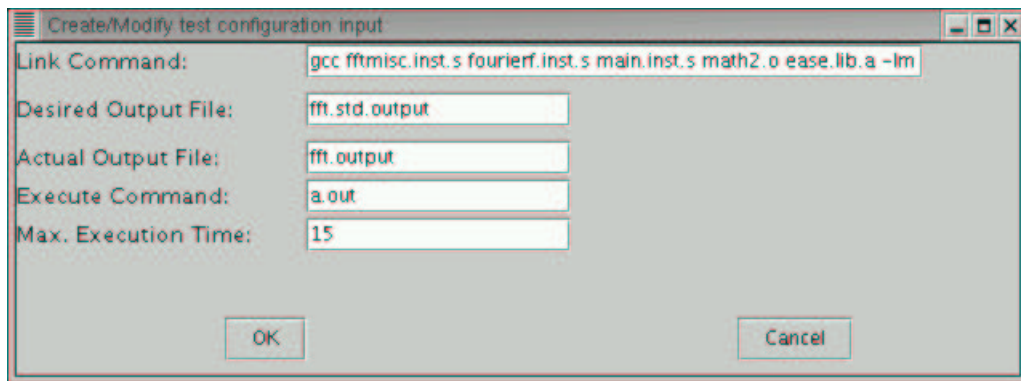 Create/Modify test configuration input
Link Command: gcc fftmisc.inst.s fourierf.inst.s main.inst.s math2.o ease.lib.a -lm
Desired Output File: fft.std.output
Actual Output File: fft.output
Execute Command: a.out
Max. Execution Time: 15
OK Cancel